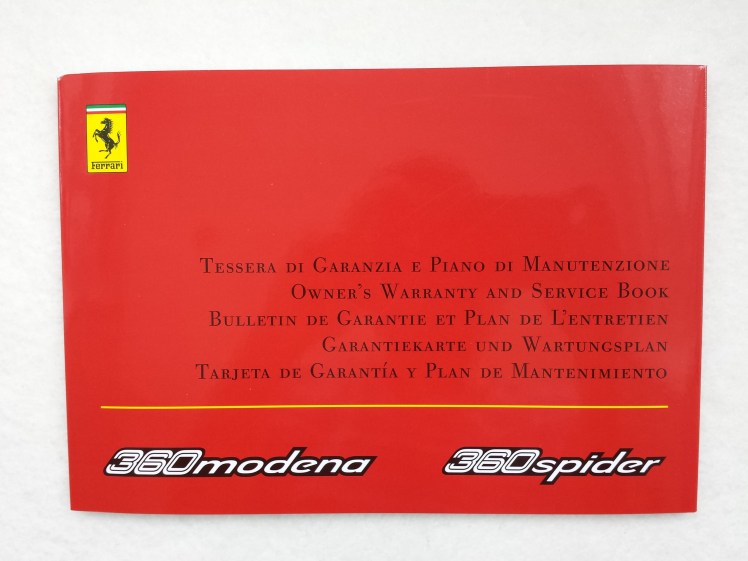 Ferrari
Tessera di Garanzia e Piano di Manutenzione
Owner's Warranty and Service Book
Bulletin de Garantie et Plan de L'entretien
Garantiekarte und Wartungsplan
Tarjeta de Garantía y Plan de Mantenimiento
360modena 360spider